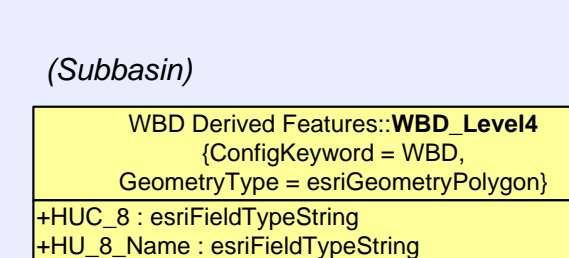 (Subbasin)
WBD Derived Features::WBD_Level4
{ConfigKeyword = WBD,
GeometryType = esriGeometryPolygon}
+HUC_8 : esriFieldTypeString
+HU_8_Name : esriFieldTypeString